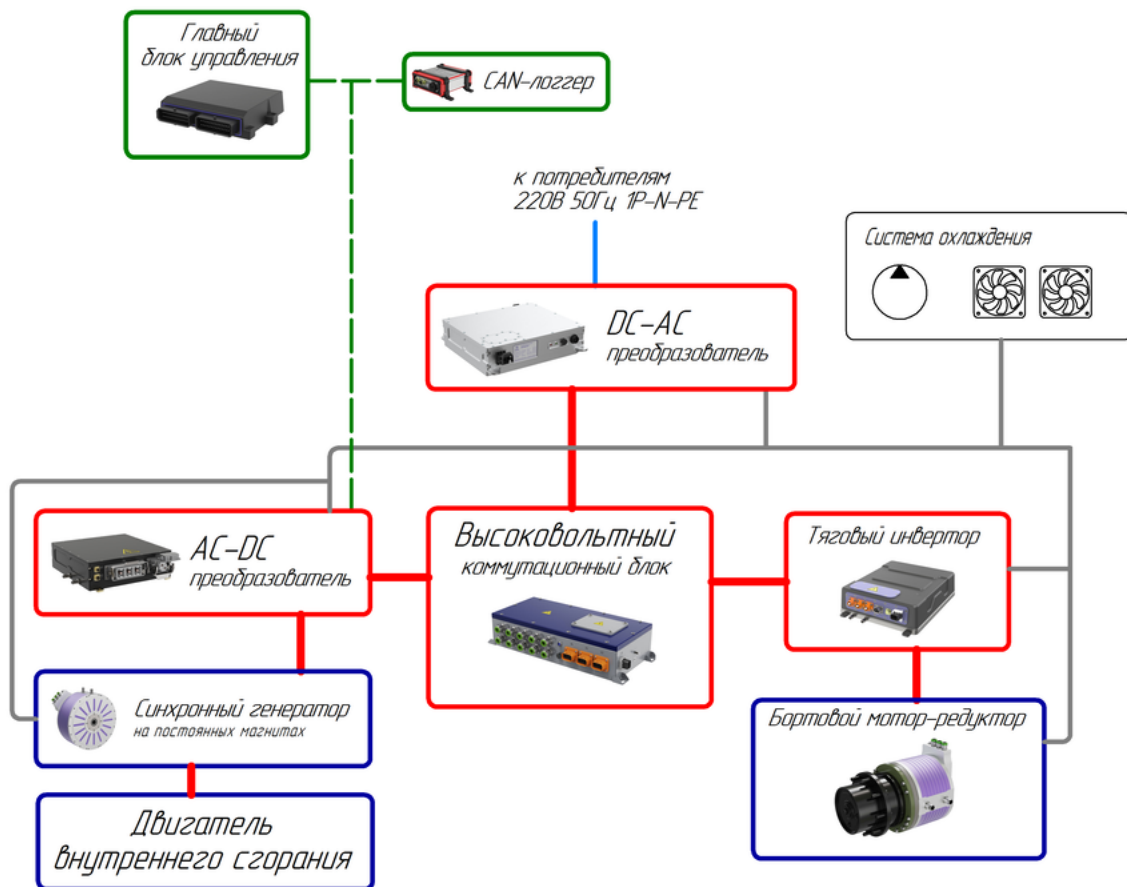 Главный
блок управления
CAN-логгер
к потребителям
220В 50Гц 1P-N-PE
Система охлаждения
DC-AC
преобразователь
AC-DC
преобразователь
Высоковольтный
коммутационный блок
Тяговый инвертор
Синхронный генератор
на постоянных магнитах
Бортовой мотор-редуктор
Двигатель
внутреннего сгорания